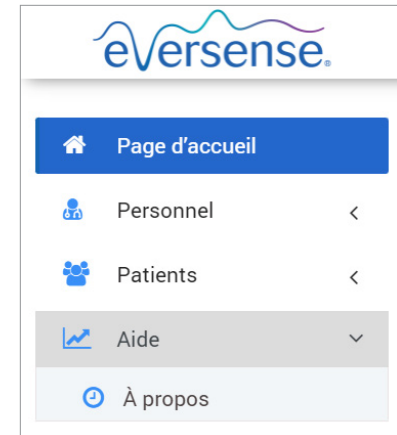 eversense®
Page d'accueil
Personnel
Patients
Aide
À propos